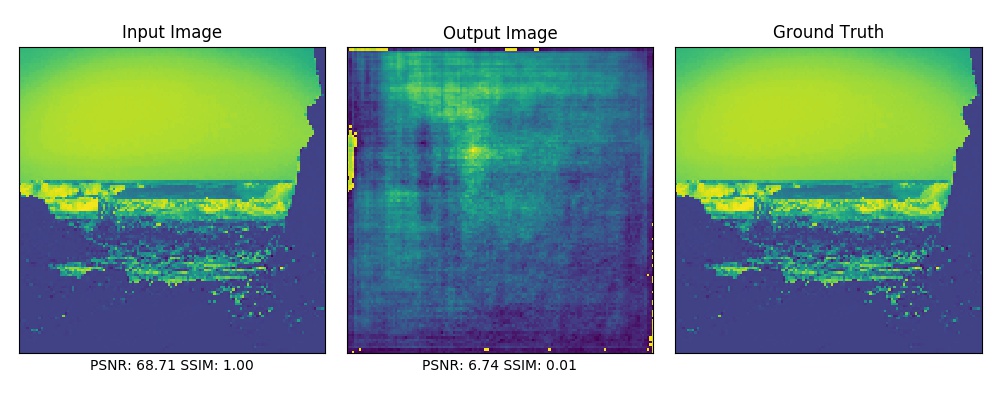 Input Image
Output Image
Ground Truth
PSNR: 68.71 SSIM: 1.00
PSNR: 6.74 SSIM: 0.01